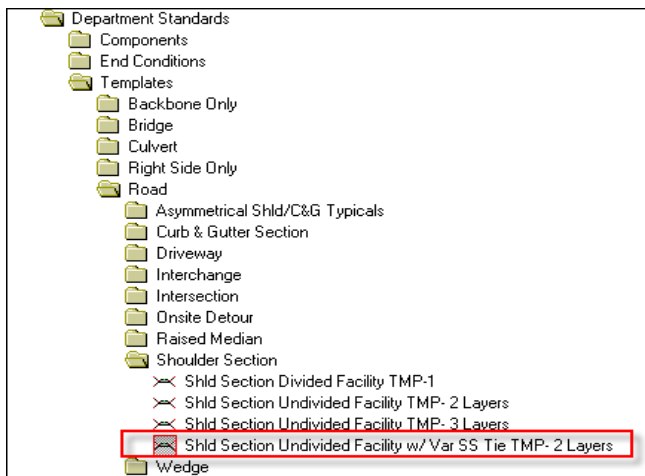 Department Standards
Components
End Conditions
Templates
Backbone Only
Bridge
Culvert
Right Side Only
Road
Asymmetrical Shld/C&G Typicals
Curb & Gutter Section
Driveway
Interchange
Intersection
Onsite Detour
Raised Median
Shoulder Section
Shld Section Divided Facility TMP-1
Shld Section Undivided Facility TMP- 2 Layers
Shld Section Undivided Facility TMP- 3 Layers
Shld Section Undivided Facility w/ Var SS Tie TMP- 2 Layers
Wedge